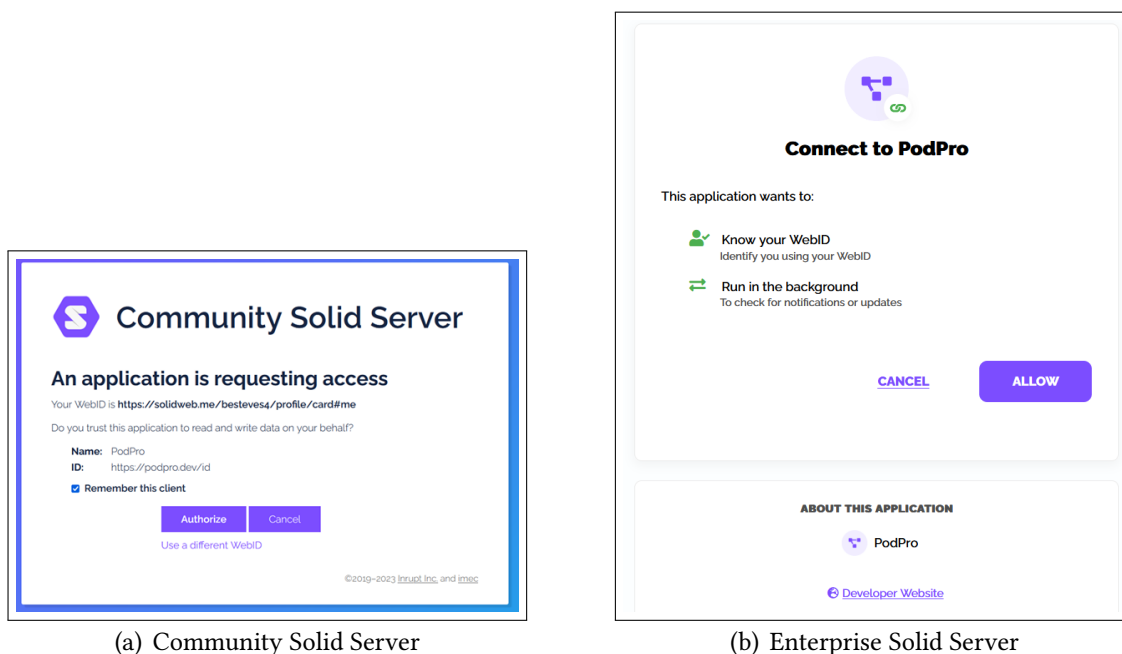 Community Solid Server
An application is requesting access
Your WebID is https://solidweb.me/besteves4/profile/card#me
Do you trust this application to read and write data on your behalf?
Name: PodPro
ID: https://podpro.dev/id
Remember this client
Authorize
Cancel
Use a different WebID
©2019–2023 Inrupt Inc. and imec
(a) Community Solid Server
Connect to PodPro
This application wants to:
Know your WebID
Identify you using your WebID
Run in the background
To check for notifications or updates
CANCEL
ALLOW
ABOUT THIS APPLICATION
PodPro
Developer Website
(b) Enterprise Solid Server